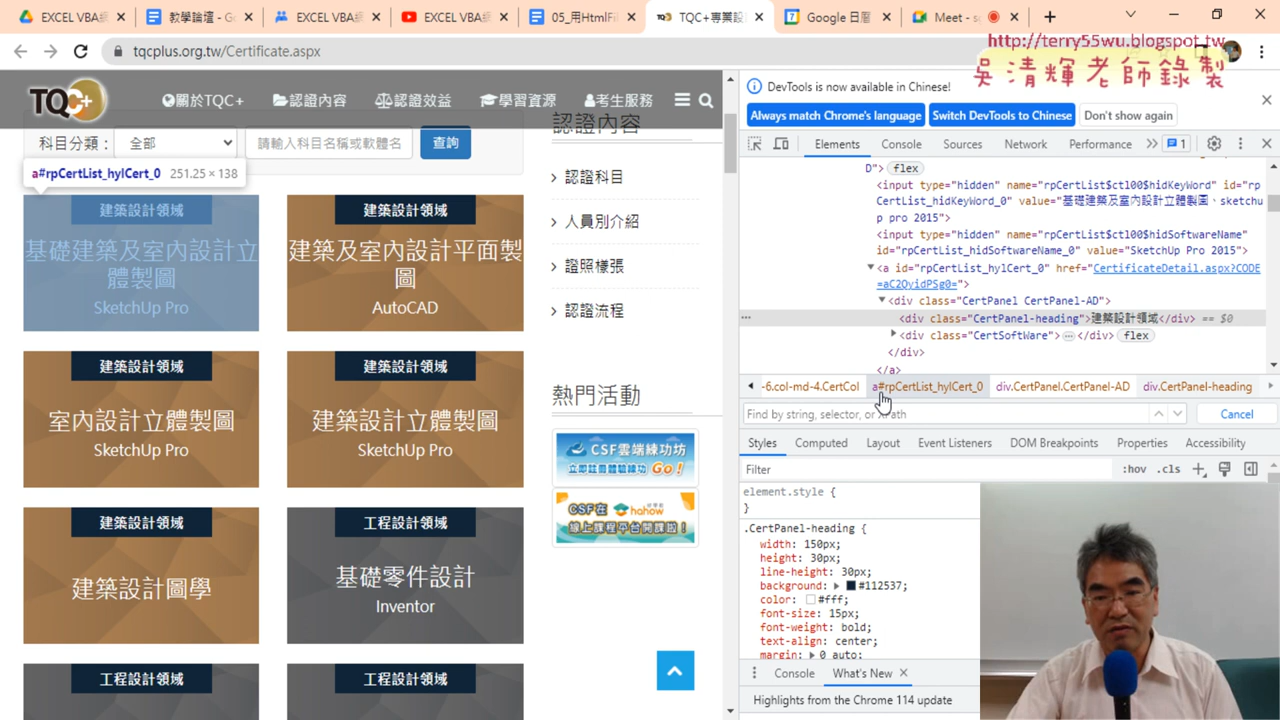 EXCEL VBA網
教學論壇 - G
EXCEL VBA網
EXCEL VBA網
05_用HtmlFi
TQC+專業設
Google 日曆
Meet - s
tqcplus.org.tw/Certificate.aspx
http://terry55wu.blogspot.tw
吳清輝老師錄製
TQC+
關於TQC+
認證內容
認證效益
學習資源
考生服務
科目分類：
全部
請輸入科目名稱或軟體名
查詢
a#rpCertList_hylCert_0 251.25 × 138
建築設計領域
基礎建築及室內設計立
體製圖
SketchUp Pro
建築設計領域
建築及室內設計平面製
圖
AutoCAD
建築設計領域
室內設計立體製圖
SketchUp Pro
建築設計領域
建築設計立體製圖
SketchUp Pro
建築設計領域
建築設計圖學
工程設計領域
基礎零件設計
Inventor
工程設計領域
工程設計領域
認證內容
認證科目
人員別介紹
證照樣張
認證流程
熱門活動
CSF雲端練功坊
立即註冊體驗練功 Go！
CSF在 hahow
線上課程平台開課啦！
DevTools is now available in Chinese!
Always match Chrome's language
Switch DevTools to Chinese
Don't show again
Elements
Console
Sources
Network
Performance
1
D"> flex
<input type="hidden" name="rpCertList$ctl00$hidKeyWord" id="rp
CertList_hidKeyWord_0" value="基礎建築及室內設計立體製圖、sketchu
p pro 2015">
<input type="hidden" name="rpCertList$ctl00$hidSoftwareName"
id="rpCertList_hidSoftwareName_0" value="SketchUp Pro 2015">
<a id="rpCertList_hylCert_0" href="CertificateDetail.aspx?CODE
=aC2QvidPSg0=">
<div class="CertPanel CertPanel-AD">
<div class="CertPanel-heading">建築設計領域</div> == $0
<div class="CertSoftWare"> … </div> flex
</div>
</a>
-6.col-md-4.CertCol
a#rpCertList_hylCert_0
div.CertPanel.CertPanel-AD
div.CertPanel-heading
Find by string, selector, or XPath
Cancel
Styles
Computed
Layout
Event Listeners
DOM Breakpoints
Properties
Accessibility
Filter
:hov .cls
element.style {
}
.CertPanel-heading {
width: 150px;
height: 30px;
line-height: 30px;
background: #112537;
color: #fff;
font-size: 15px;
font-weight: bold;
text-align: center;
margin: 0 auto;
Console
What's New
Highlights from the Chrome 114 update